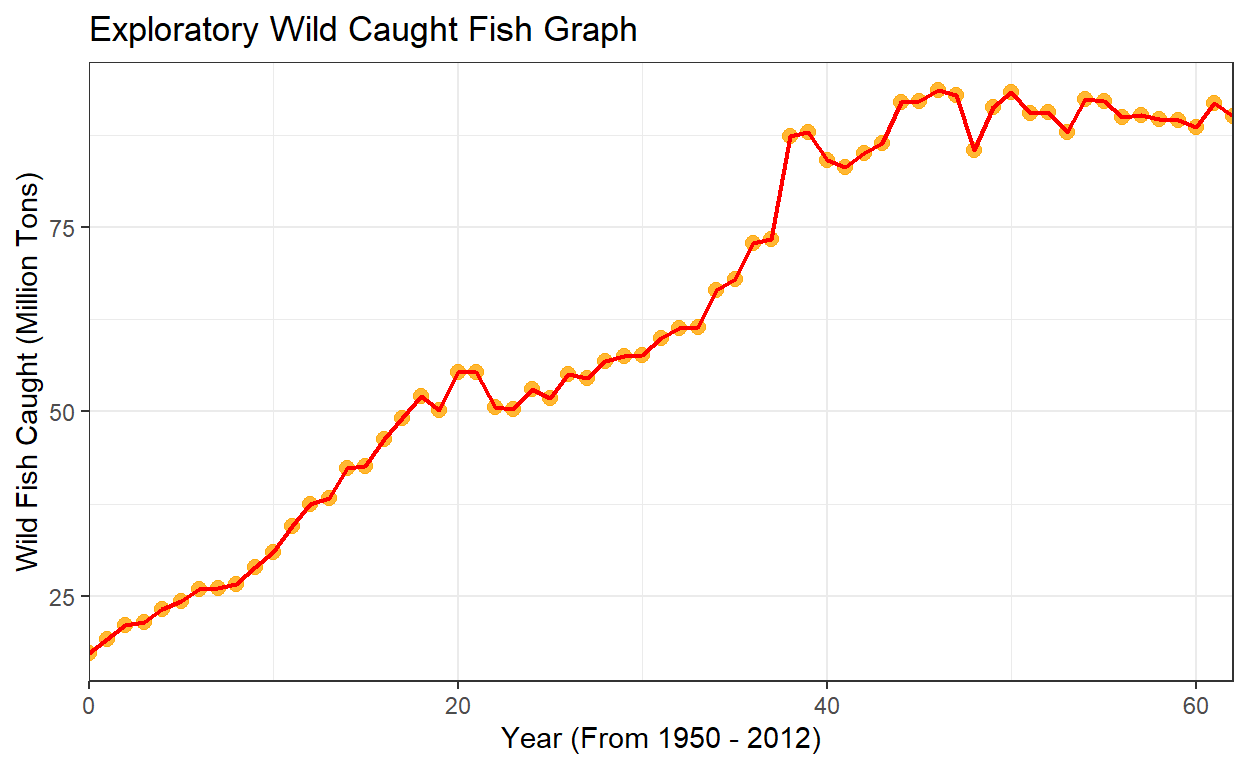 Exploratory Wild Caught Fish Graph
Wild Fish Caught (Million Tons)
75
50
25
0 20 40 60
Year (From 1950 - 2012)